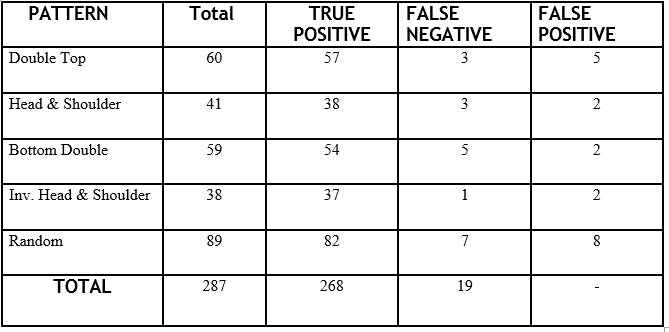 PATTERN Total TRUE POSITIVE FALSE NEGATIVE FALSE POSITIVE
Double Top 60 57 3 5
Head & Shoulder 41 38 3 2
Bottom Double 59 54 5 2
Inv. Head & Shoulder 38 37 1 2
Random 89 82 7 8
TOTAL 287 268 19 -